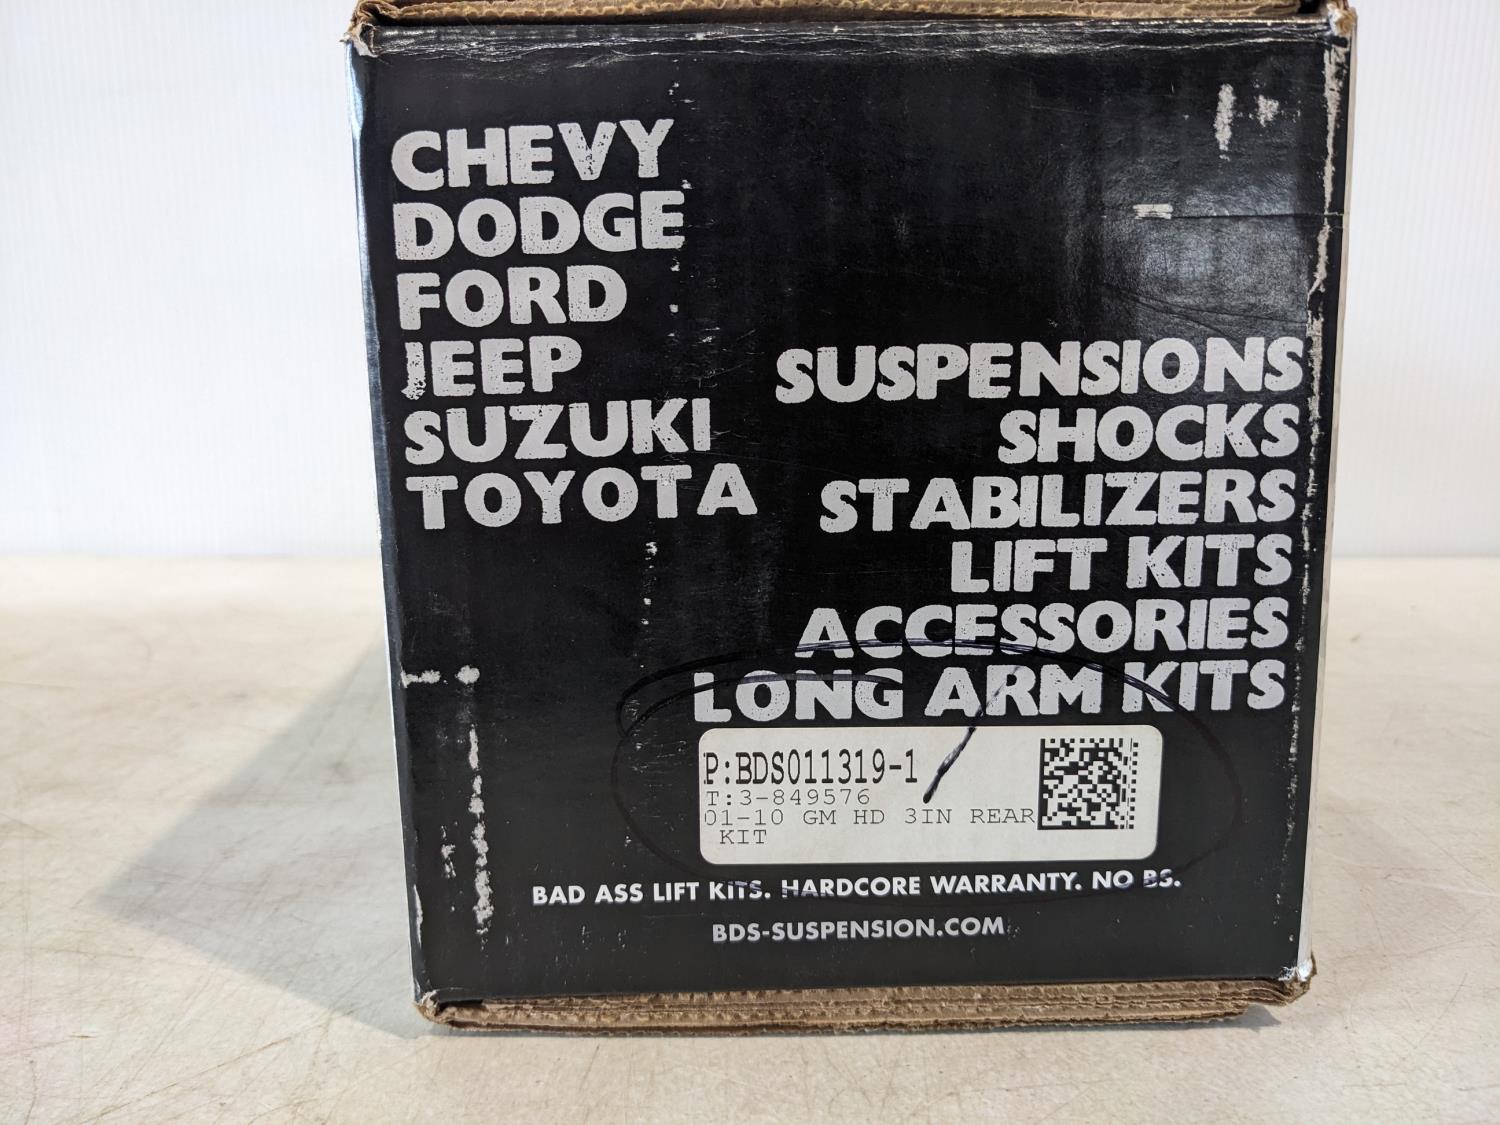 CHEVY
DODGE
FORD
JEEP
SUZUKI
TOYOTA
SUSPENSIONS
SHOCKS
STABILIZERS
LIFT KITS
ACCESSORIES
LONG ARM KITS
P:BDS011319-1
T:3-849576
01-10 GM HD 3IN REAR
KIT
BAD ASS LIFT KITS. HARDCORE WARRANTY. NO BS.
BDS-SUSPENSION.COM